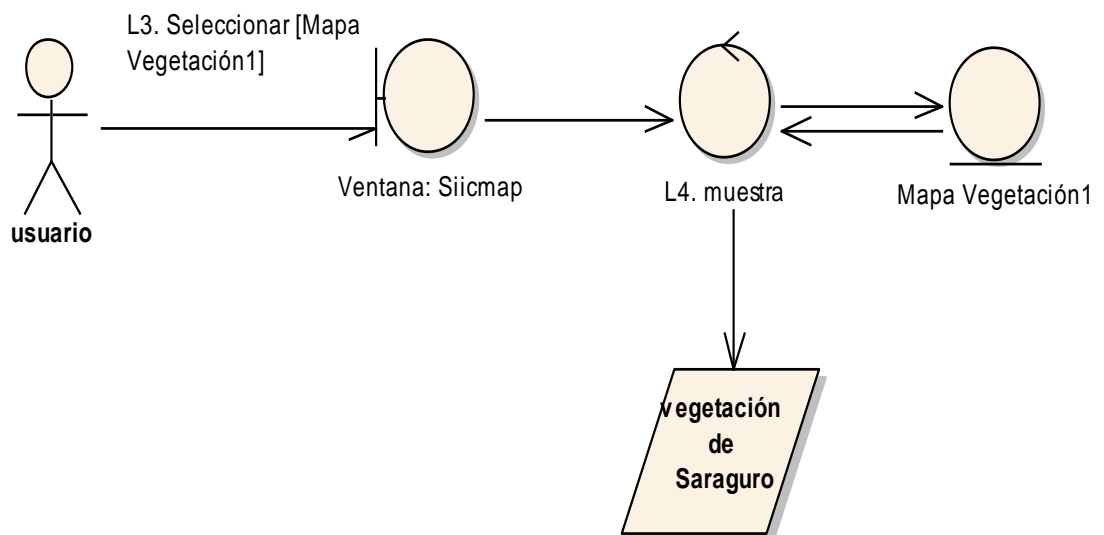 L3. Seleccionar [Mapa
Vegetación1]
usuario
Ventana: Siicmap
L4. muestra
Mapa Vegetación1
vegetación
de
Saraguro